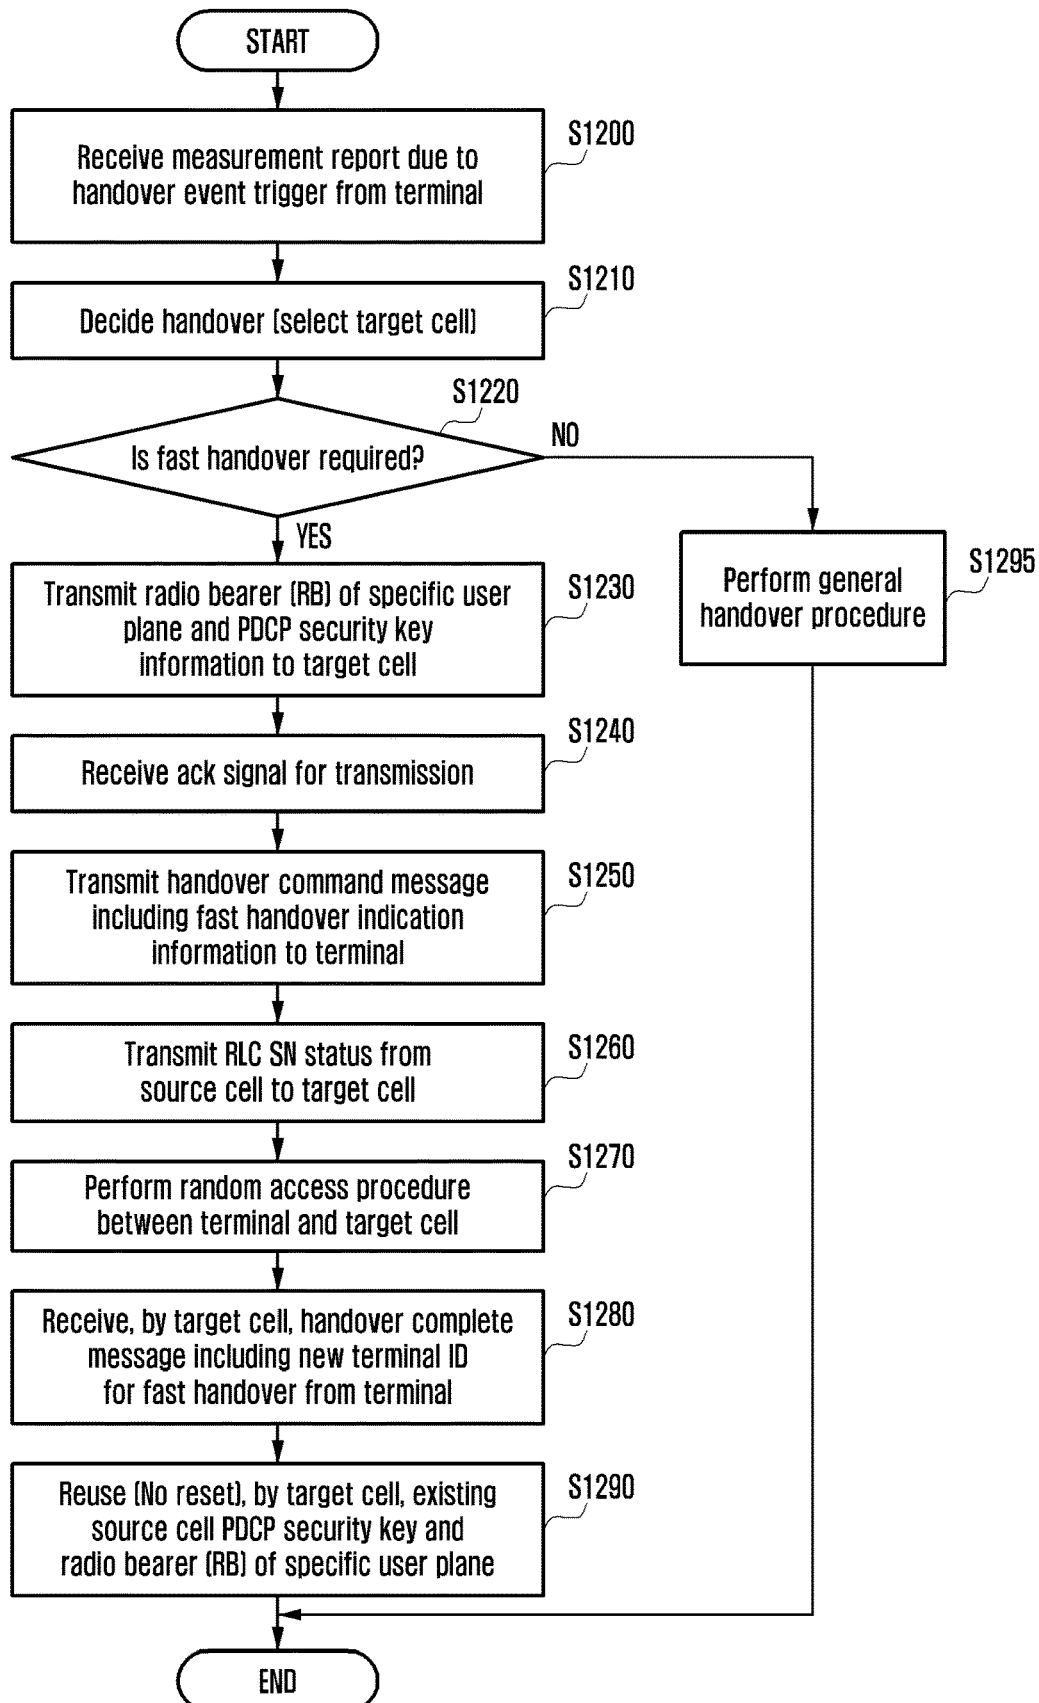 START
S1200
Receive measurement report due to
handover event trigger from terminal
S1210
Decide handover (select target cell)
S1220
Is fast handover required?
NO
YES
S1230
Transmit radio bearer (RB) of specific user
plane and PDCP security key
information to target cell
S1295
Perform general
handover procedure
S1240
Receive ack signal for transmission
S1250
Transmit handover command message
including fast handover indication
information to terminal
S1260
Transmit RLC SN status from
source cell to target cell
S1270
Perform random access procedure
between terminal and target cell
S1280
Receive, by target cell, handover complete
message including new terminal ID
for fast handover from terminal
S1290
Reuse (No reset), by target cell, existing
source cell PDCP security key and
radio bearer (RB) of specific user plane
END